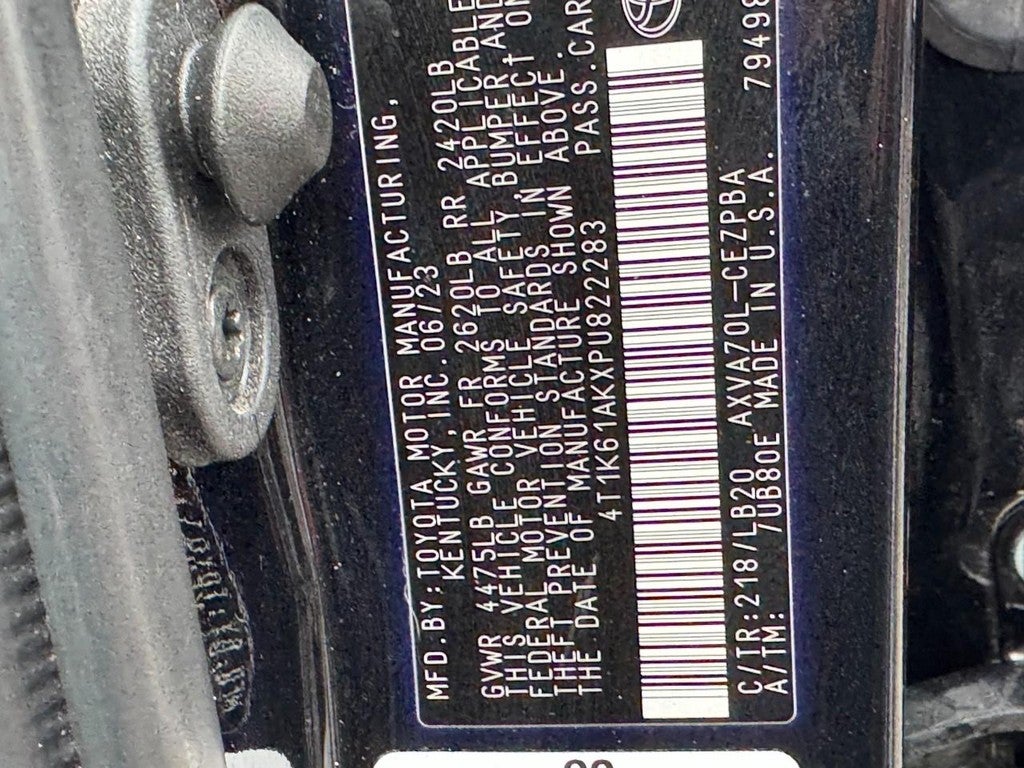 MFD.BY:TOYOTA MOTOR MANUFACTURING,
KENTUCKY,INC.06/23
GVWR 4475LB GAWR FR 2620LB RR 2420LB
THIS VEHICLE CONFORMS TO ALL APPLICABLE
FEDERAL MOTOR VEHICLE SAFETY,BUMPER,AND
THEFT PREVENTION STANDARDS IN EFFECT ON
THE DATE OF MANUFACTURE SHOWN ABOVE.
4T1K61AKXPU822283 PASS.CAR
C/TR:218/LB20 AXVA70L-CEZPBA
A/TM: 7UB80E MADE IN U.S.A. 79498